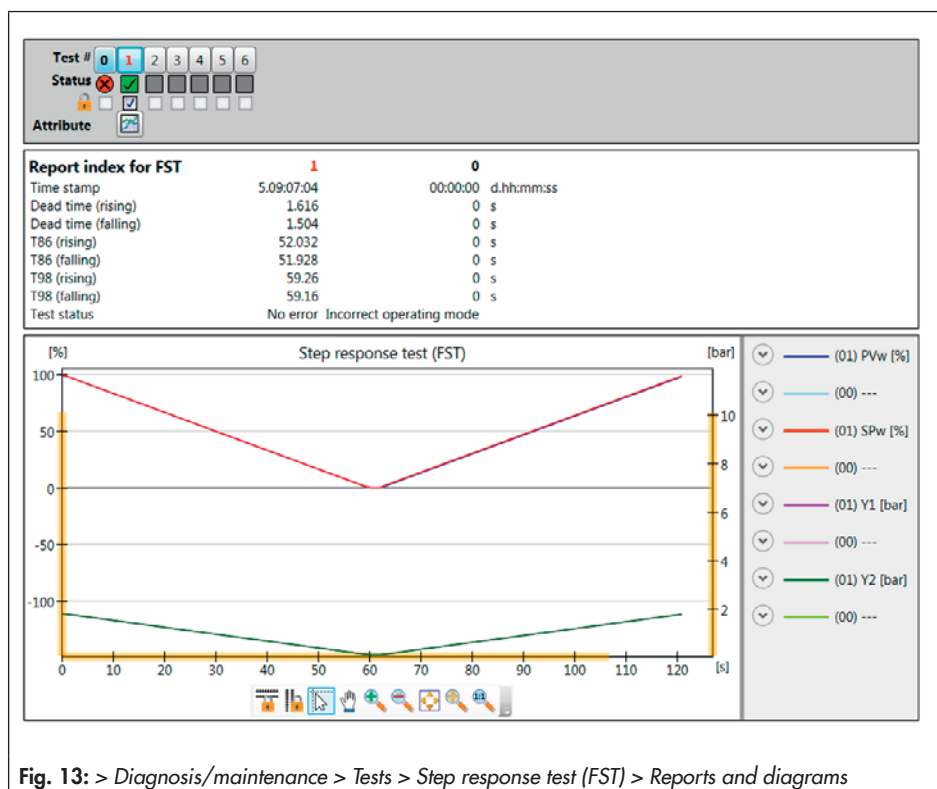 Test # 0 1 2 3 4 5 6
Status
Attribute
Report index for FST 1 0
Time stamp 5.09:07:04 00:00:00 d.hh:mm:ss
Dead time (rising) 1.616 0 s
Dead time (falling) 1.504 0 s
T86 (rising) 52.032 0 s
T86 (falling) 51.928 0 s
T98 (rising) 59.26 0 s
T98 (falling) 59.16 0 s
Test status No error Incorrect operating mode
[%] Step response test (FST) [bar]
100
50
0
-50
-100
10
8
6
4
2
0 10 20 30 40 50 60 70 80 90 100 110 120 [s]
(01) PVw [%]
(00) ---
(01) SPw [%]
(00) ---
(01) Y1 [bar]
(00) ---
(01) Y2 [bar]
(00) ---
1:1
Fig. 13: > Diagnosis/maintenance > Tests > Step response test (FST) > Reports and diagrams